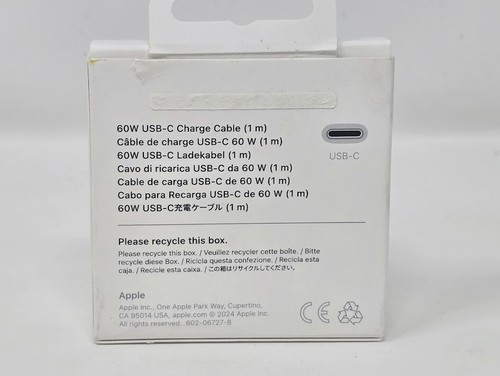 60W USB-C Charge Cable (1 m)
Câble de charge USB-C 60 W (1 m)
60W USB-C Ladekabel (1 m)
Cavo di ricarica USB-C da 60 W (1 m)
Cable de carga USB-C de 60 W (1 m)
Cabo para Recarga USB-C de 60 W (1 m)
60W USB-C充電ケーブル (1 m)
USB-C
Please recycle this box.
Please recycle this box. / Veuillez recycler cette boîte. / Bitte
recycle diese Box. / Ricicla questa confezione. / Recicla esta
caja. / Recicle esta caixa. / この箱はリサイクルしてください。
Apple
Apple Inc., One Apple Park Way, Cupertino,
CA 95014 USA, apple.com © 2024 Apple Inc.
All rights reserved. 602-06727-B
CE